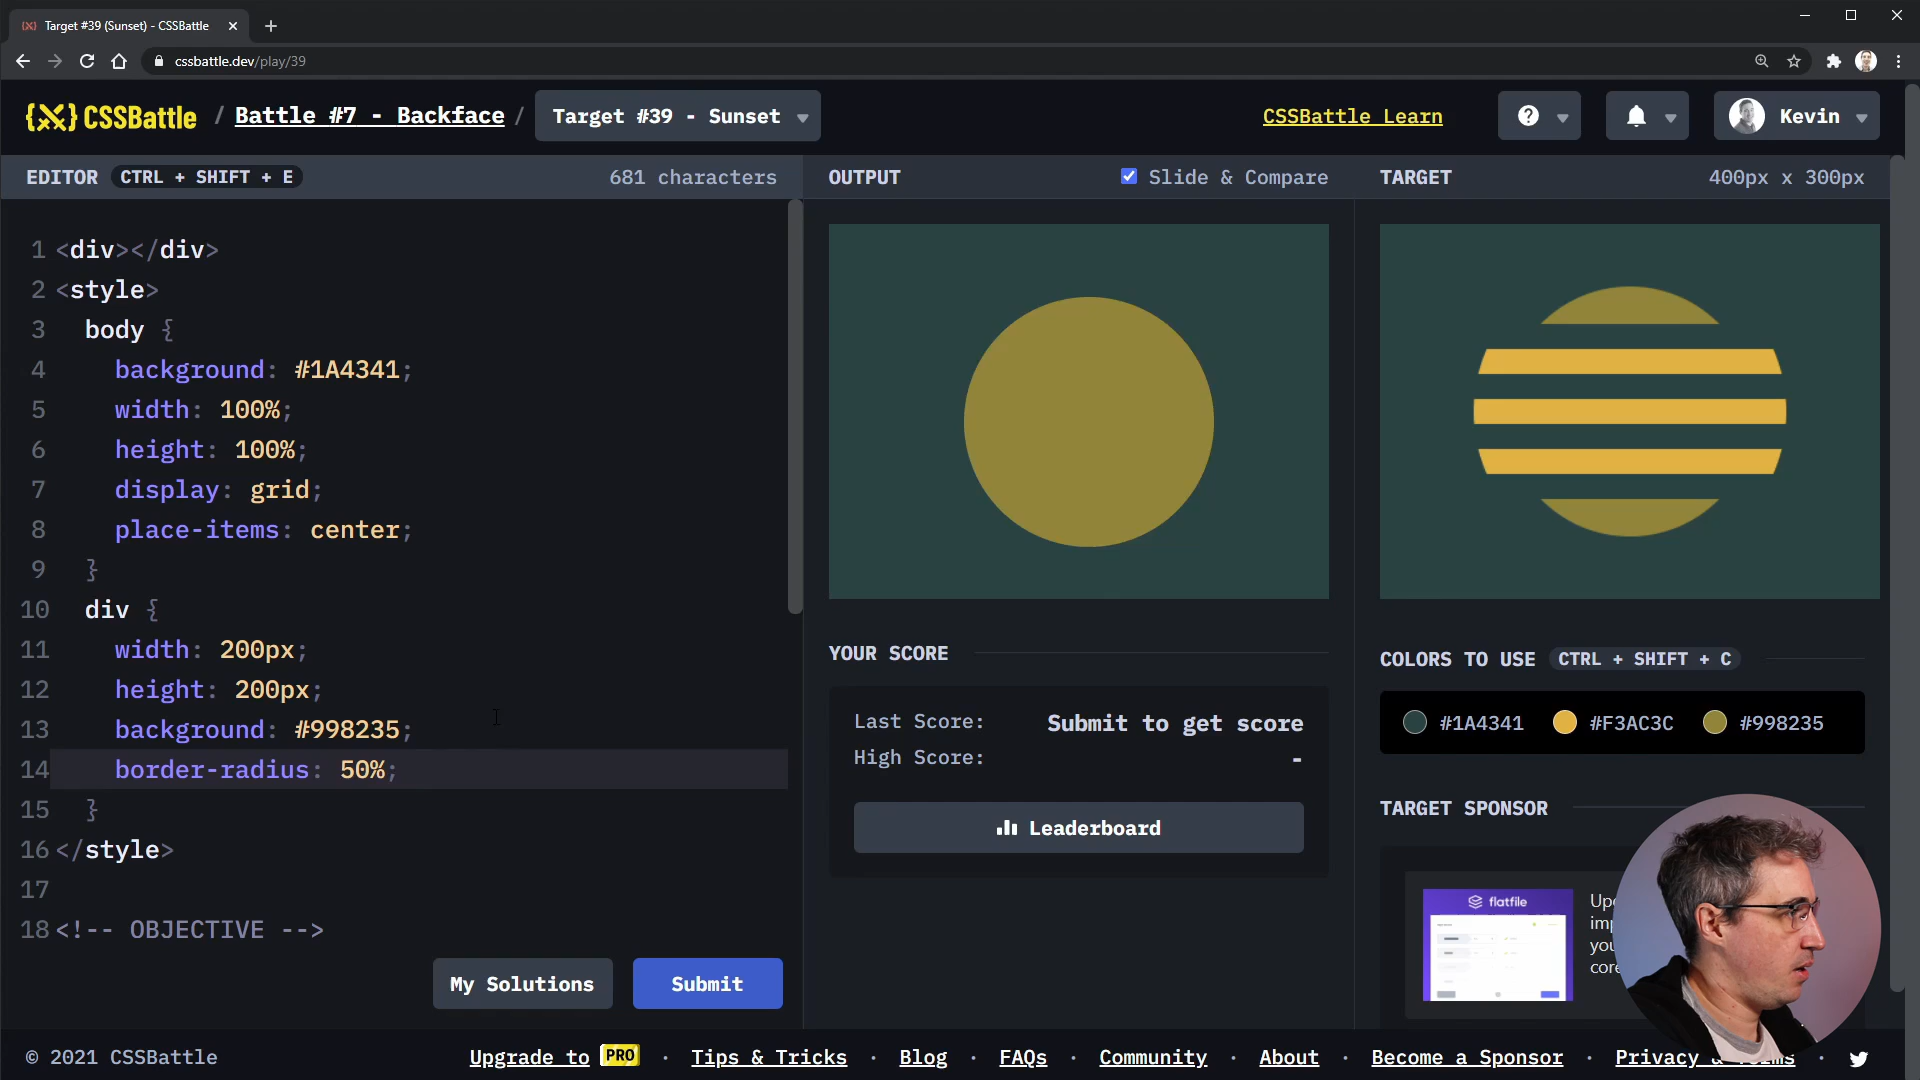 Target #39 (Sunset) - CSSBattle
cssbattle.dev/play/39
{X} CSSBattle / Battle #7 - Backface / Target #39 - Sunset
CSSBattle Learn
Kevin
EDITOR CTRL + SHIFT + E 681 characters
OUTPUT Slide & Compare
TARGET 400px x 300px
1 <div></div>
2 <style>
3 body {
4 background: #1A4341;
5 width: 100%;
6 height: 100%;
7 display: grid;
8 place-items: center;
9 }
10 div {
11 width: 200px;
12 height: 200px;
13 background: #998235;
14 border-radius: 50%;
15 }
16 </style>
17
18 <!-- OBJECTIVE -->
My Solutions Submit
YOUR SCORE
Last Score: Submit to get score
High Score: -
Leaderboard
COLORS TO USE CTRL + SHIFT + C
#1A4341 #F3AC3C #998235
TARGET SPONSOR
flatfile
© 2021 CSSBattle
Upgrade to PRO · Tips & Tricks · Blog · FAQs · Community · About · Become a Sponsor · Privacy & Terms ·